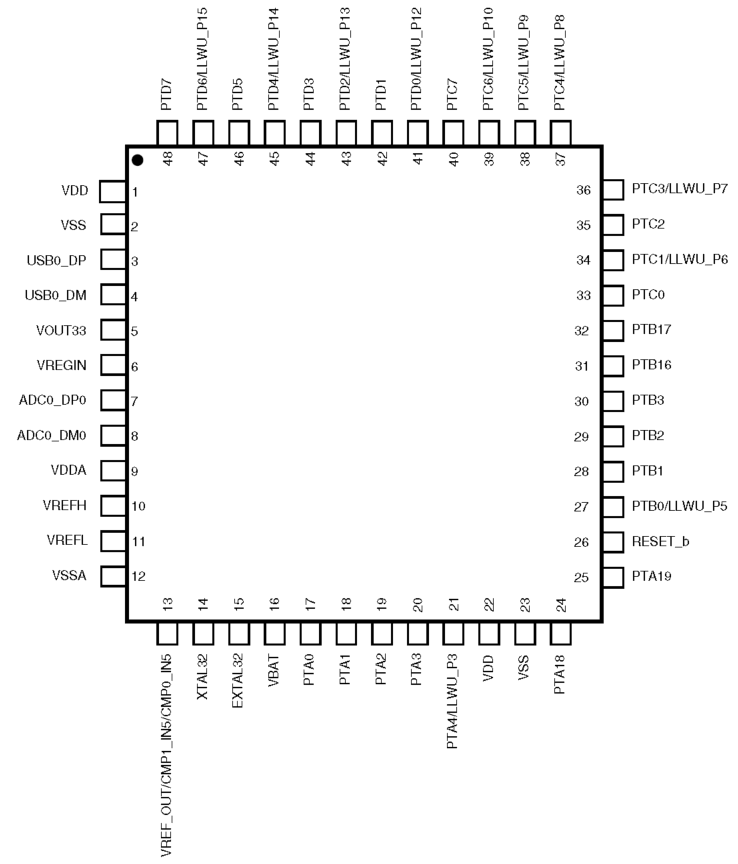 PTD7
PTD6/LLWU_P15
PTD5
PTD4/LLWU_P14
PTD3
PTD2/LLWU_P13
PTD1
PTD0/LLWU_P12
PTC7
PTC6/LLWU_P10
PTC5/LLWU_P9
PTC4/LLWU_P8
48
47
46
45
44
43
42
41
40
39
38
37
VDD 1
VSS 2
USB0_DP 3
USB0_DM 4
VOUT33 5
VREGIN 6
ADC0_DP0 7
ADC0_DM0 8
VDDA 9
VREFH 10
VREFL 11
VSSA 12
36 PTC3/LLWU_P7
35 PTC2
34 PTC1/LLWU_P6
33 PTC0
32 PTB17
31 PTB16
30 PTB3
29 PTB2
28 PTB1
27 PTB0/LLWU_P5
26 RESET_b
25 PTA19
13
14
15
16
17
18
19
20
21
22
23
24
VREF_OUT/CMP1_IN5/CMP0_IN5
XTAL32
EXTAL32
VBAT
PTA0
PTA1
PTA2
PTA3
PTA4/LLWU_P3
VDD
VSS
PTA18